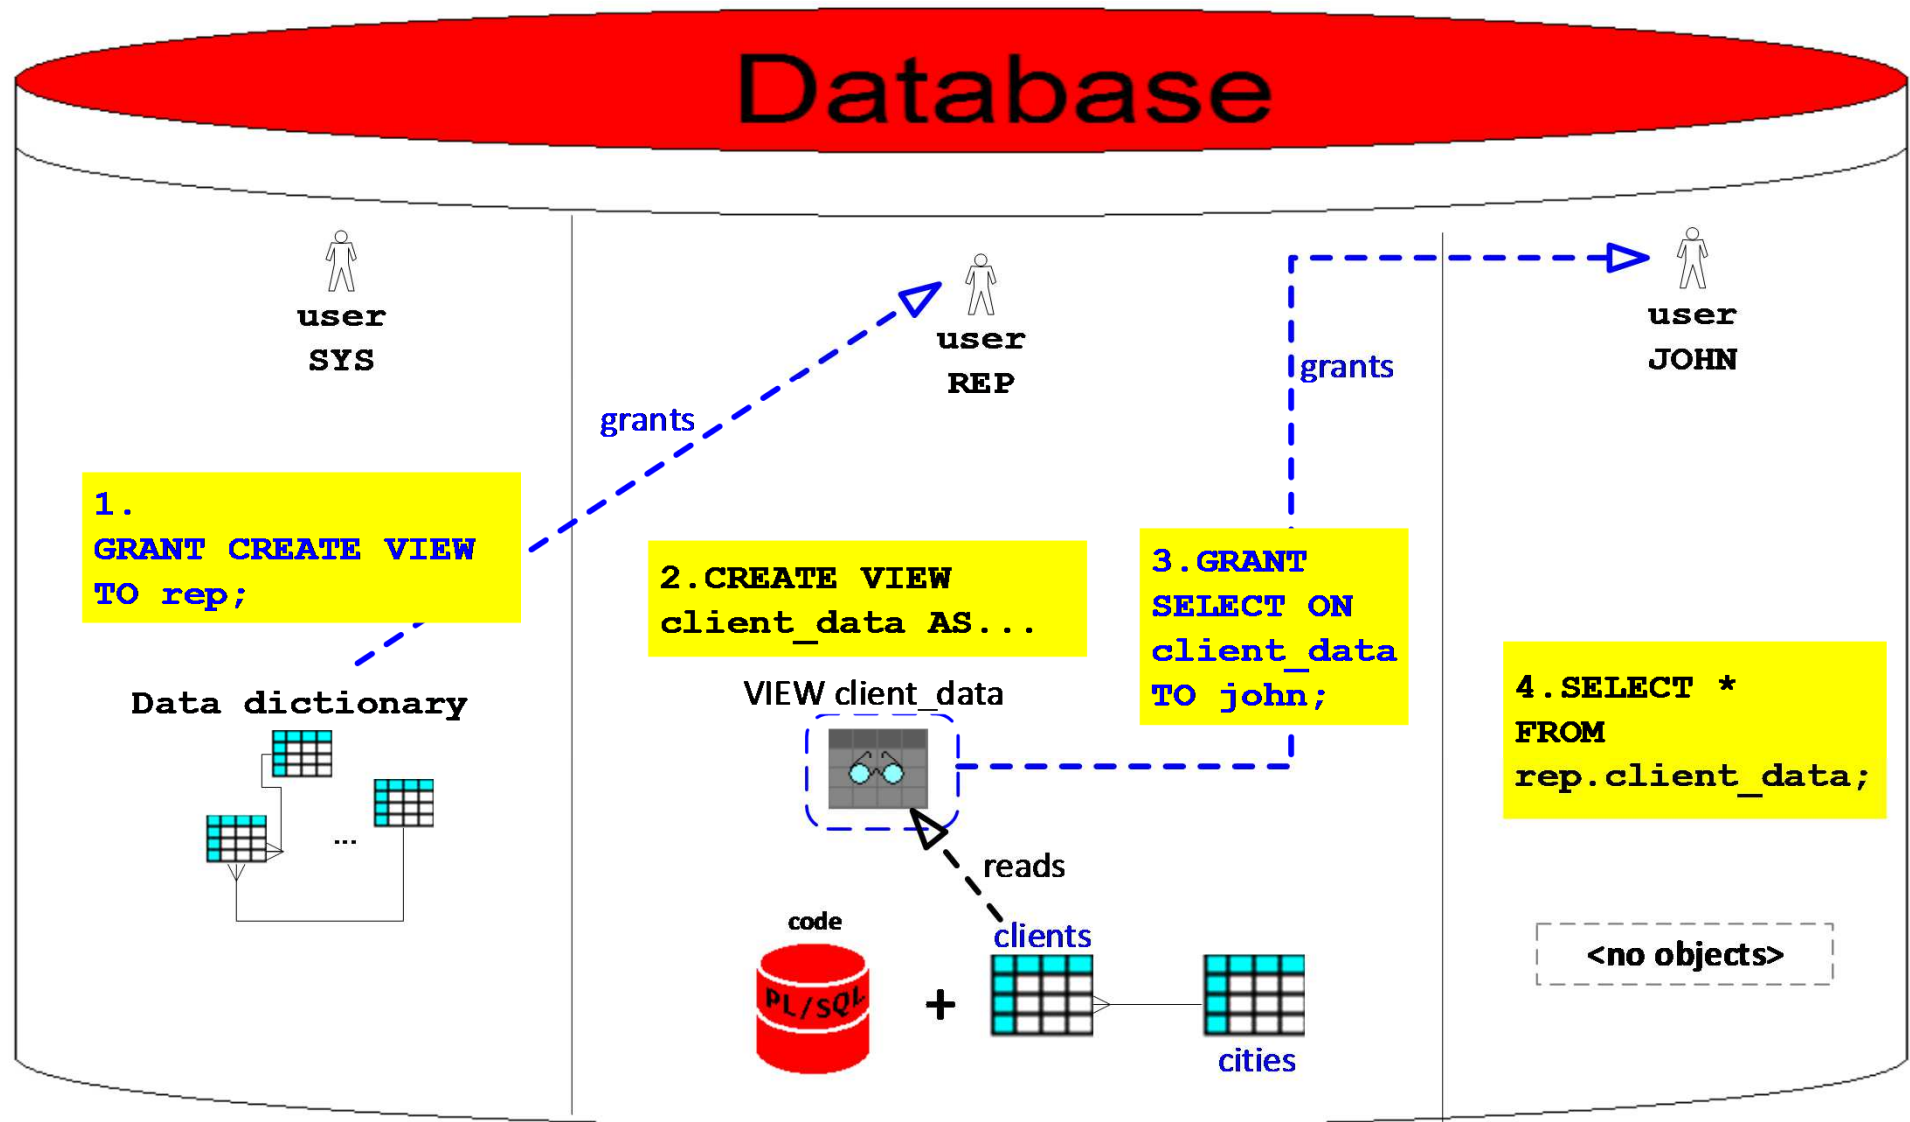 Database
user
SYS
user
REP
user
JOHN
grants
grants
1.
GRANT CREATE VIEW
TO rep;
2.CREATE VIEW
client_data AS...
3.GRANT
SELECT ON
client_data
TO john;
4.SELECT *
FROM
rep.client_data;
Data dictionary
...
VIEW client_data
reads
code
PL/SQL
+
clients
cities
<no objects>